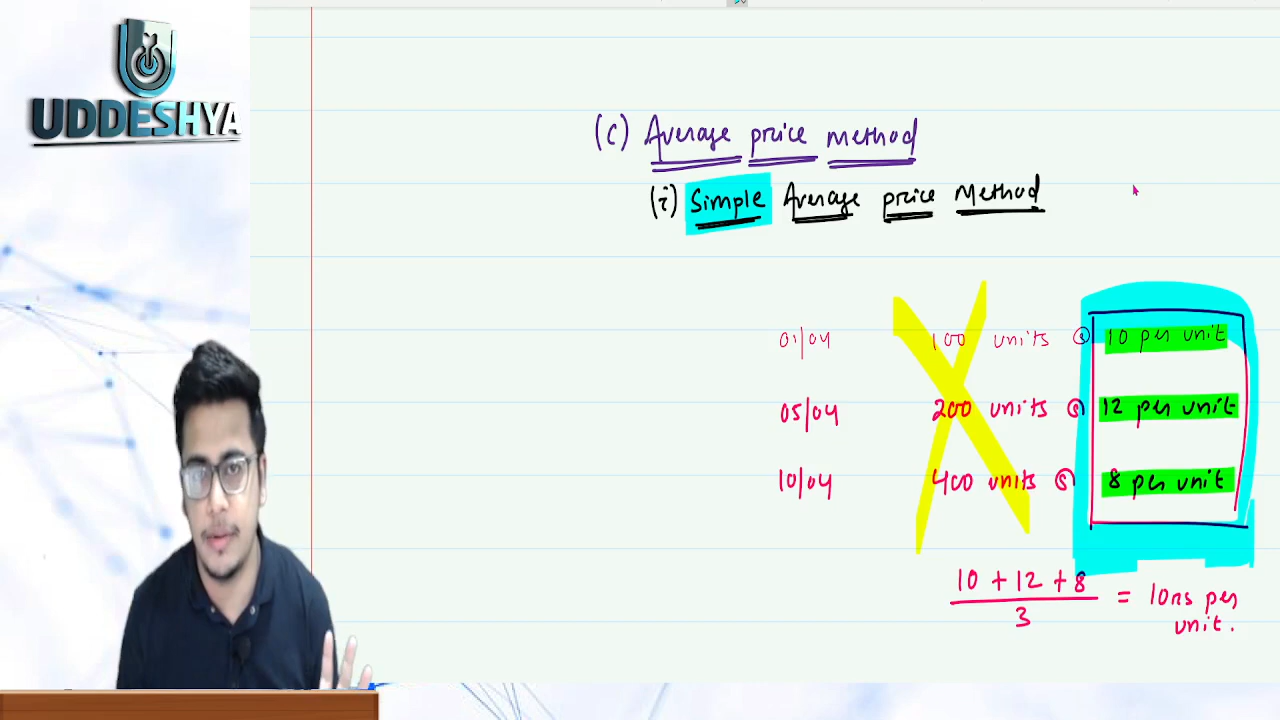 UDDESHYA
(c) Average price method
(i) Simple Average price Method
01/04 100 units @ 10 per unit
05/04 200 units @ 12 per unit
10/04 400 units @ 8 per unit
10 + 12 + 8
3
= 10rs per
unit.